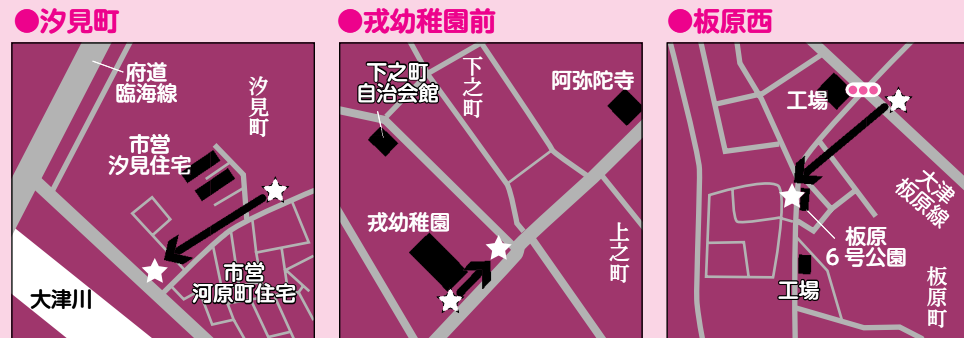 ●汐見町
府道
臨海線
汐見町
市営
汐見住宅
市営
河原町住宅
大津川
●戎幼稚園前
下之町
自治会館
下之町
阿弥陀寺
戎幼稚園
上之町
●板原西
工場
大津
板原線
板原
6号公園
工場
板原町